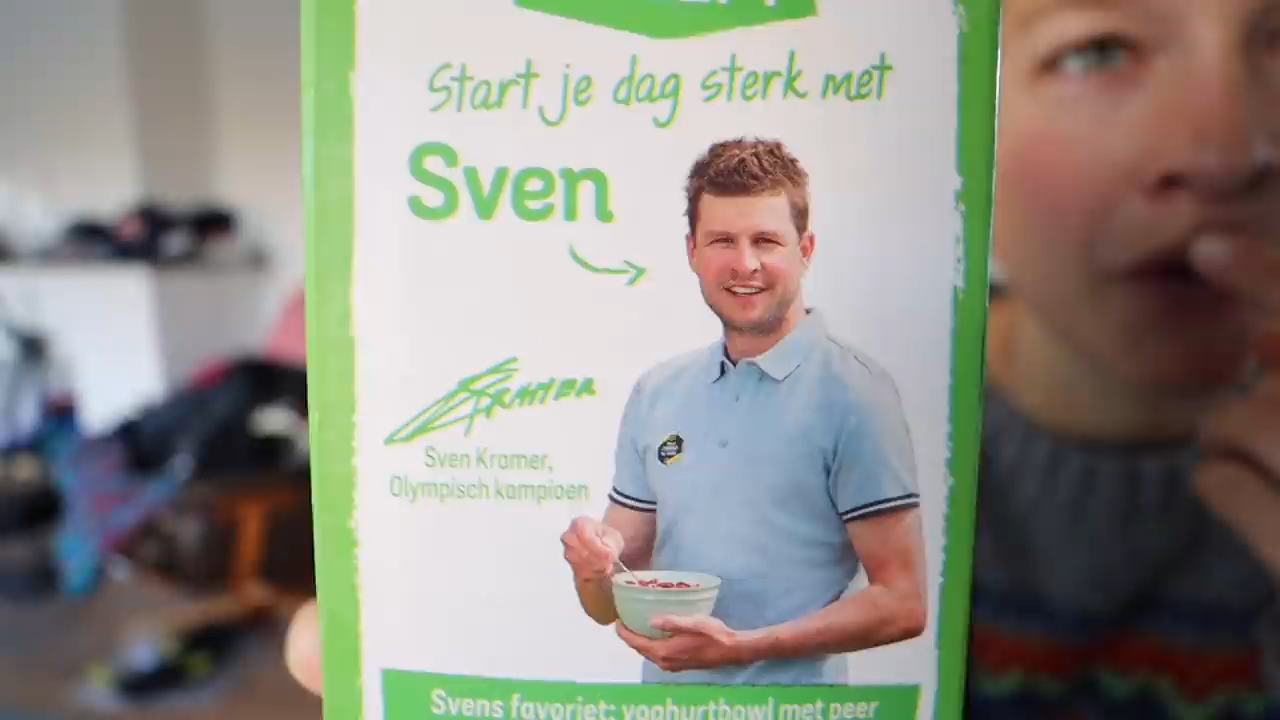 Start je dag sterk met
Sven
KRAMER
Sven Kramer,
Olympisch kampioen
Svens favoriet: yoghurtbowl met peer